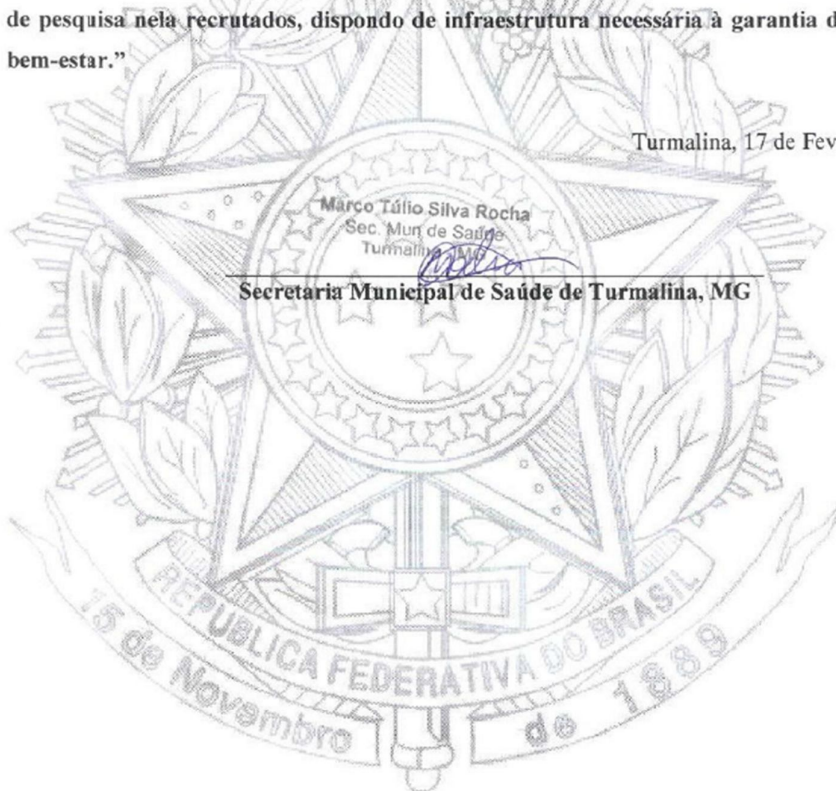 de pesquisa nela recrutados, dispondo de infraestrutura necessária à garantia d
bem-estar.”
Turmalina, 17 de Fev
Marco Túlio Silva Rocha
Sec. Mun de Saúde
Secretaria Municipal de Saúde de Turmalina, MG
REPÚBLICA FEDERATIVA DO BRASIL
15 de Novembro de 1889